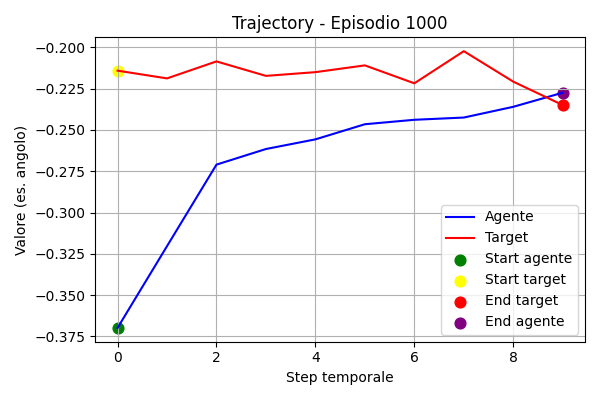 Trajectory - Episodio 1000
Valore (es. angolo)
−0.200
−0.225
−0.250
−0.275
−0.300
−0.325
−0.350
−0.375
Agente
Target
Start agente
Start target
End target
End agente
0 2 4 6 8
Step temporale